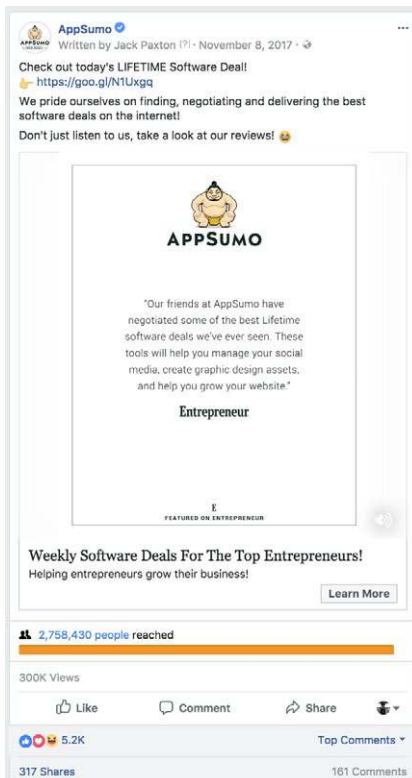 AppSumo
APPSUMO
Written by Jack Paxton [?] · November 8, 2017 ·
Check out today's LIFETIME Software Deal!
👉 https://goo.gl/N1Uxgq
We pride ourselves on finding, negotiating and delivering the best
software deals on the internet!
Don't just listen to us, take a look at our reviews! 😆
APPSUMO
"Our friends at AppSumo have
negotiated some of the best Lifetime
software deals we've ever seen. These
tools will help you manage your social
media, create graphic design assets,
and help you grow your website."
Entrepreneur
E
FEATURED ON ENTREPRENEUR
Weekly Software Deals For The Top Entrepreneurs!
Helping entrepreneurs grow their business!
Learn More
2,758,430 people reached
300K Views
Like Comment Share
5.2K Top Comments
317 Shares 161 Comments